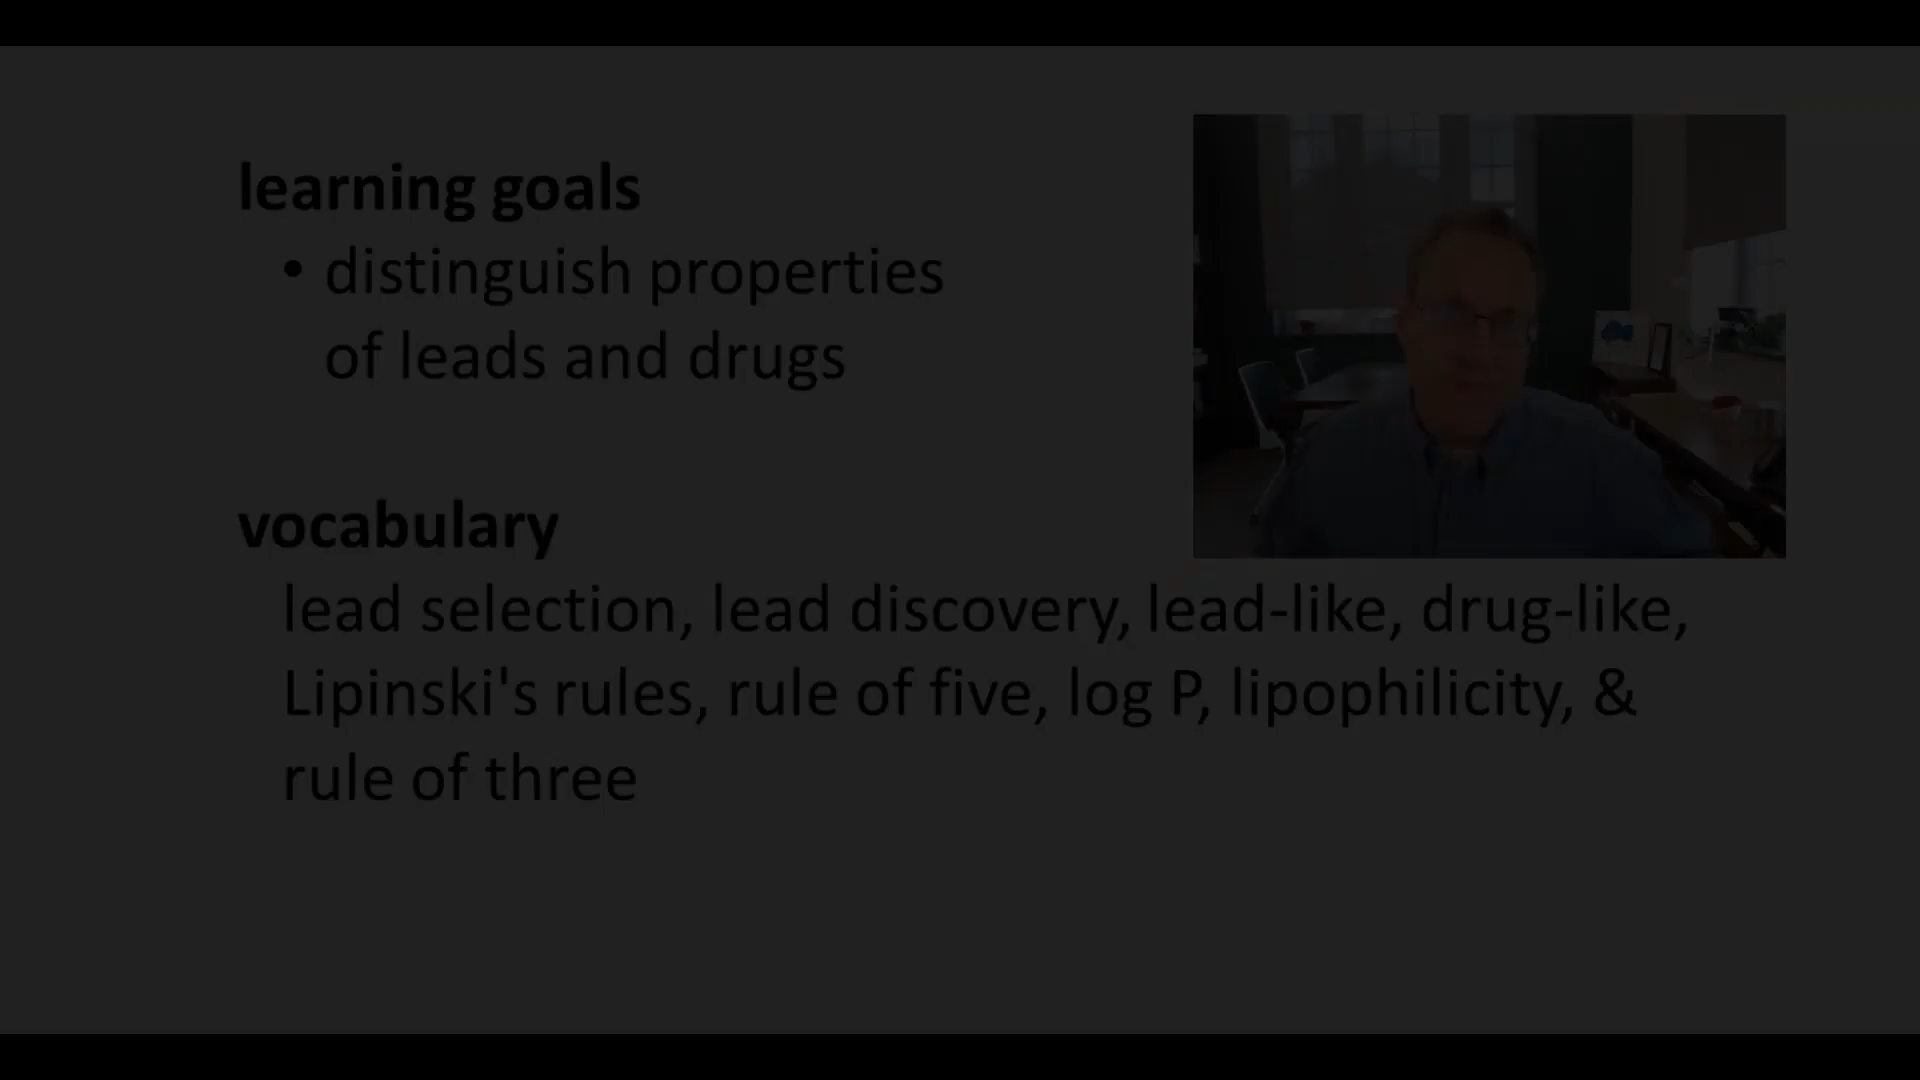 learning goals
• distinguish properties
of leads and drugs
vocabulary
lead selection, lead discovery, lead-like, drug-like,
Lipinski's rules, rule of five, log P, lipophilicity, &
rule of three